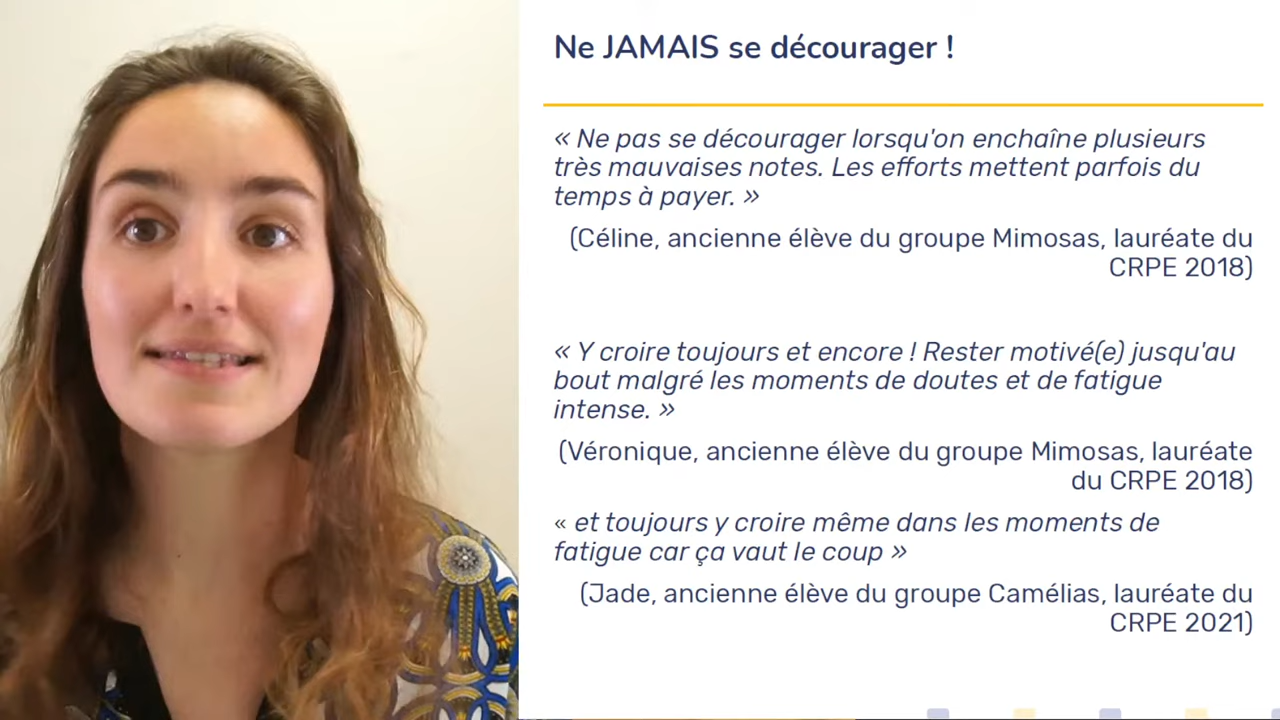 Ne JAMAIS se décourager !
« Ne pas se décourager lorsqu'on enchaîne plusieurs
très mauvaises notes. Les efforts mettent parfois du
temps à payer. »
(Céline, ancienne élève du groupe Mimosas, lauréate du
CRPE 2018)
« Y croire toujours et encore ! Rester motivé(e) jusqu'au
bout malgré les moments de doutes et de fatigue
intense. »
(Véronique, ancienne élève du groupe Mimosas, lauréate
du CRPE 2018)
« et toujours y croire même dans les moments de
fatigue car ça vaut le coup »
(Jade, ancienne élève du groupe Camélias, lauréate du
CRPE 2021)